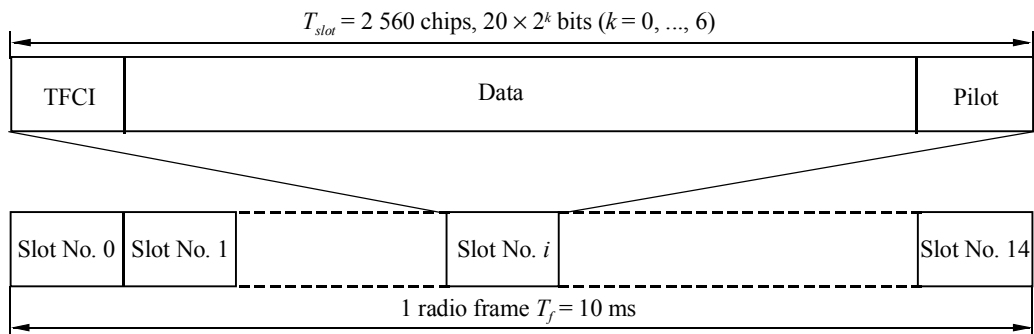 T_slot = 2 560 chips, 20 × 2^k bits (k = 0, ..., 6)
TFCI Data Pilot
Slot No. 0 Slot No. 1 Slot No. i Slot No. 14
1 radio frame T_f = 10 ms